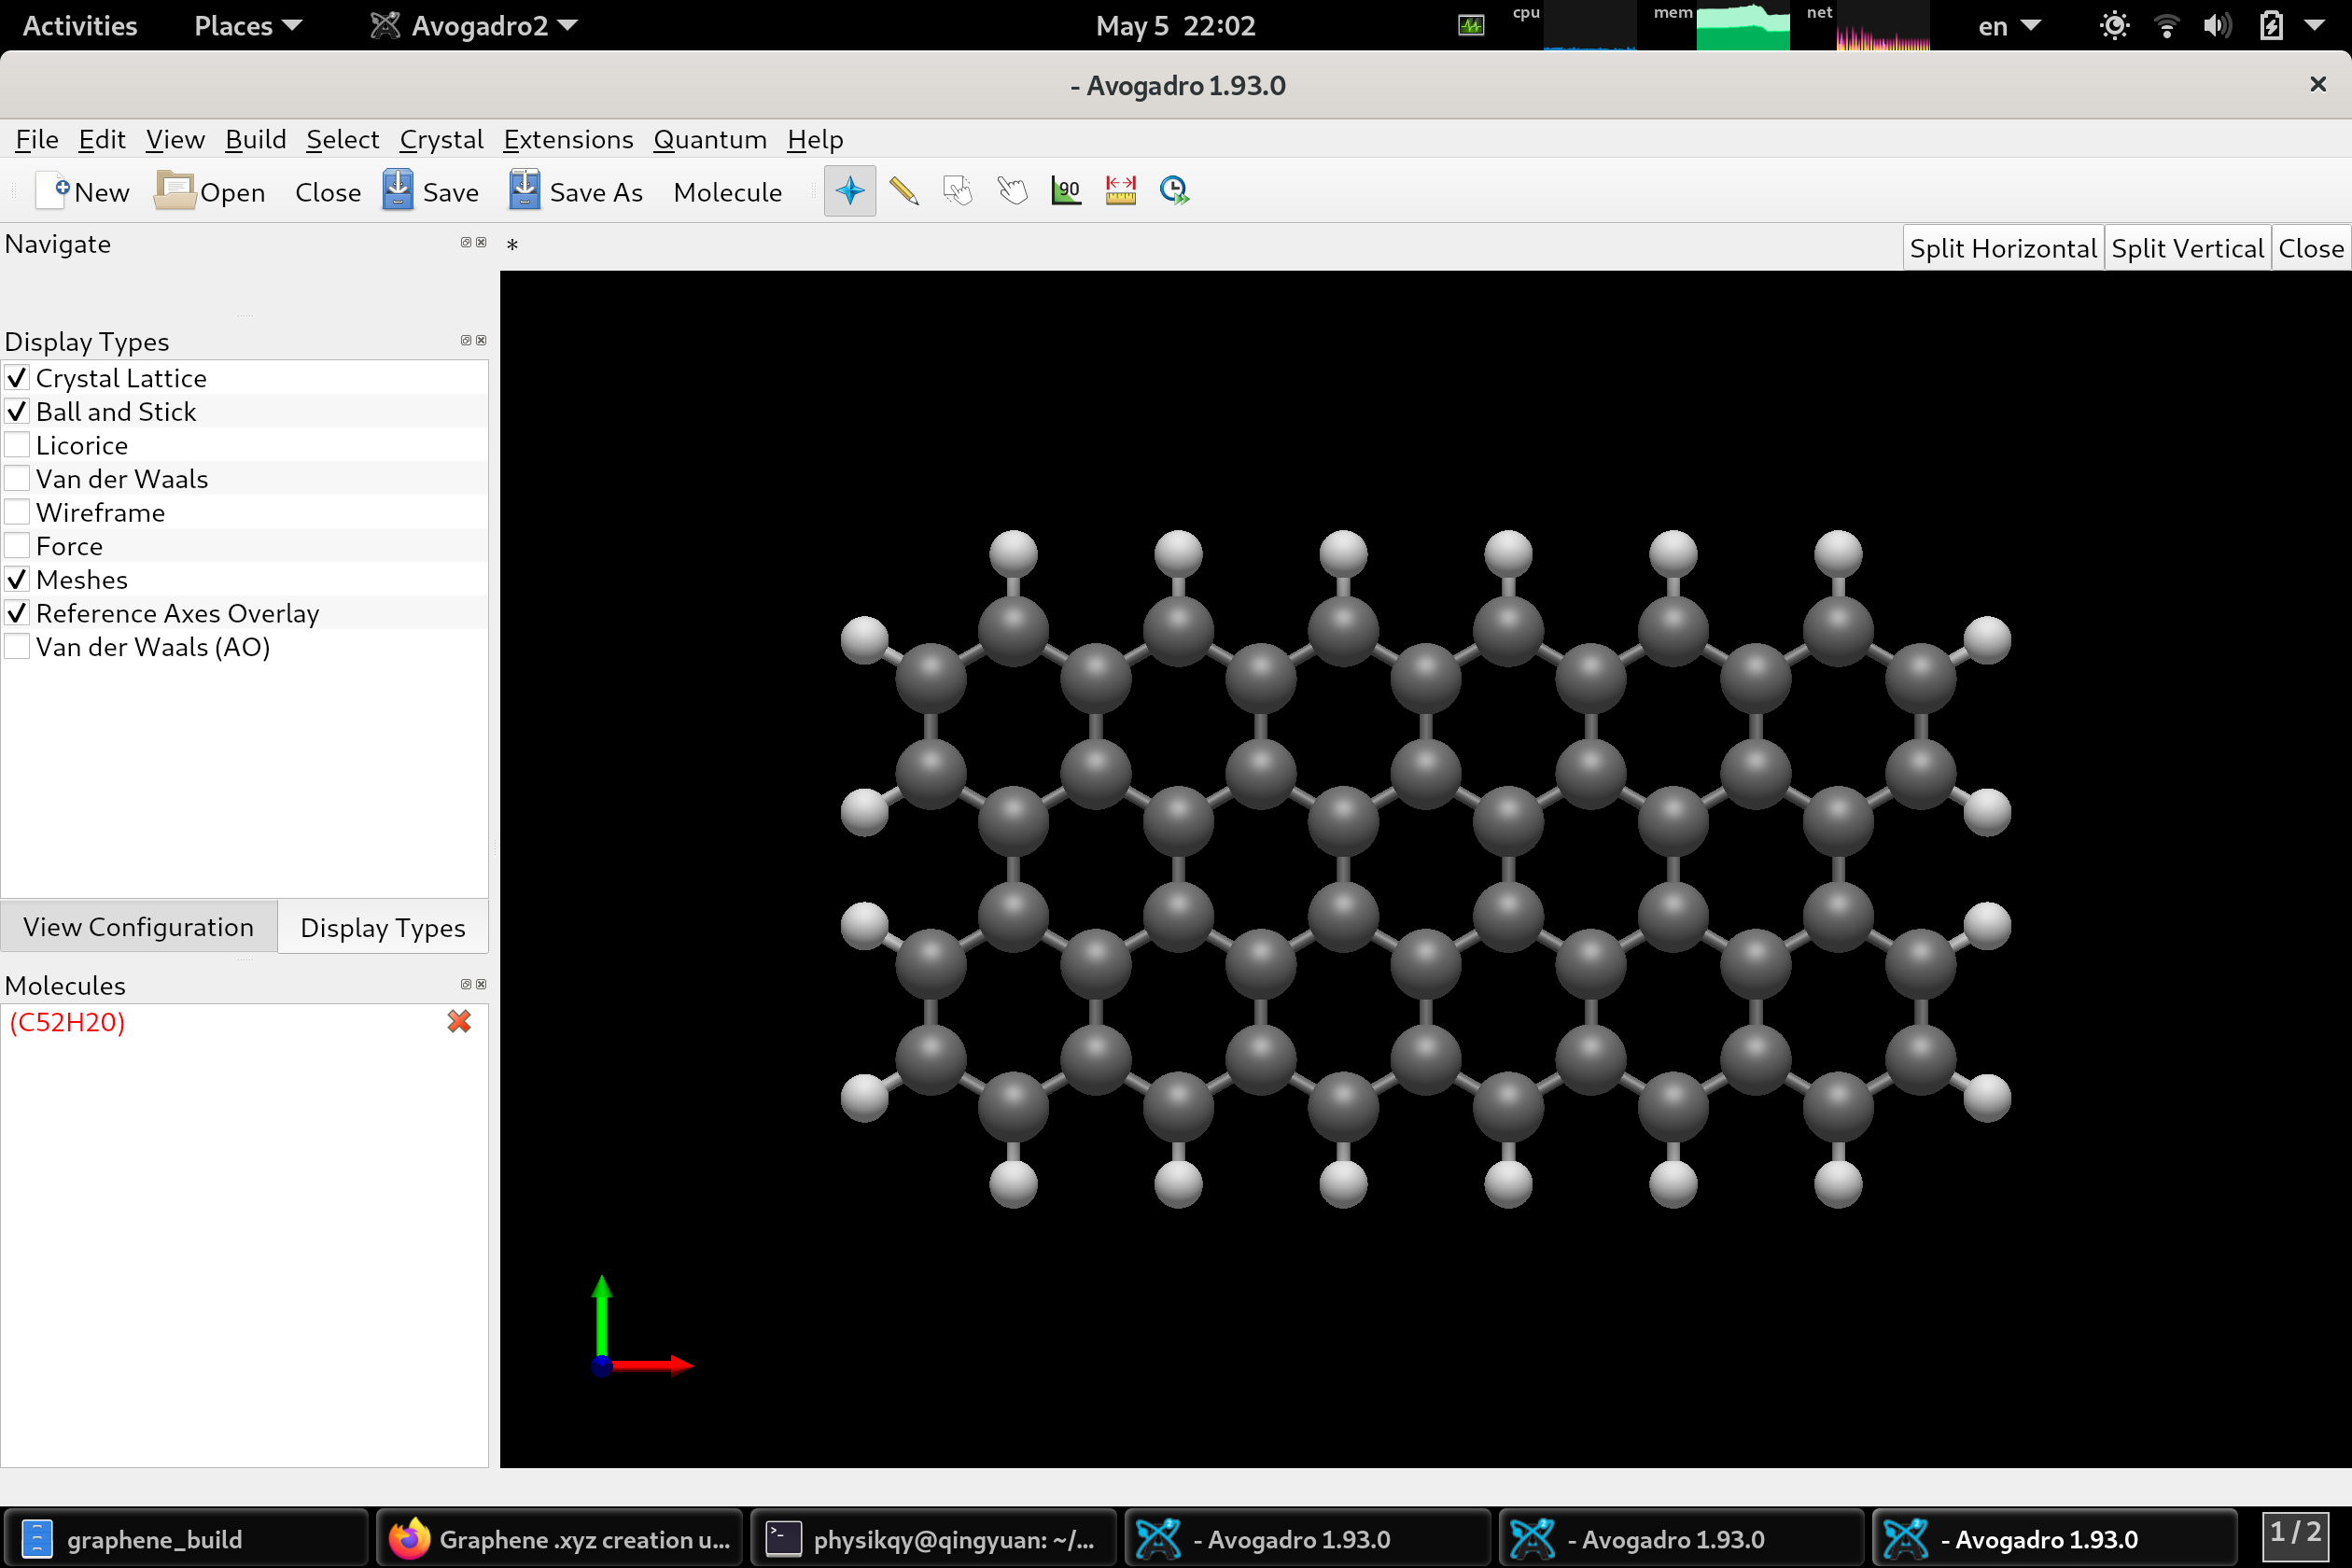 Activities Places Avogadro2 May 5 22:02 cpu mem net en
- Avogadro 1.93.0
File Edit View Build Select Crystal Extensions Quantum Help
New Open Close Save Save As Molecule 90
Navigate * Split Horizontal Split Vertical Close
Display Types
Crystal Lattice
Ball and Stick
Licorice
Van der Waals
Wireframe
Force
Meshes
Reference Axes Overlay
Van der Waals (AO)
View Configuration Display Types
Molecules
(C52H20)
graphene_build Graphene .xyz creation u... physikqy@qingyuan: ~/... - Avogadro 1.93.0 - Avogadro 1.93.0 - Avogadro 1.93.0 1 / 2